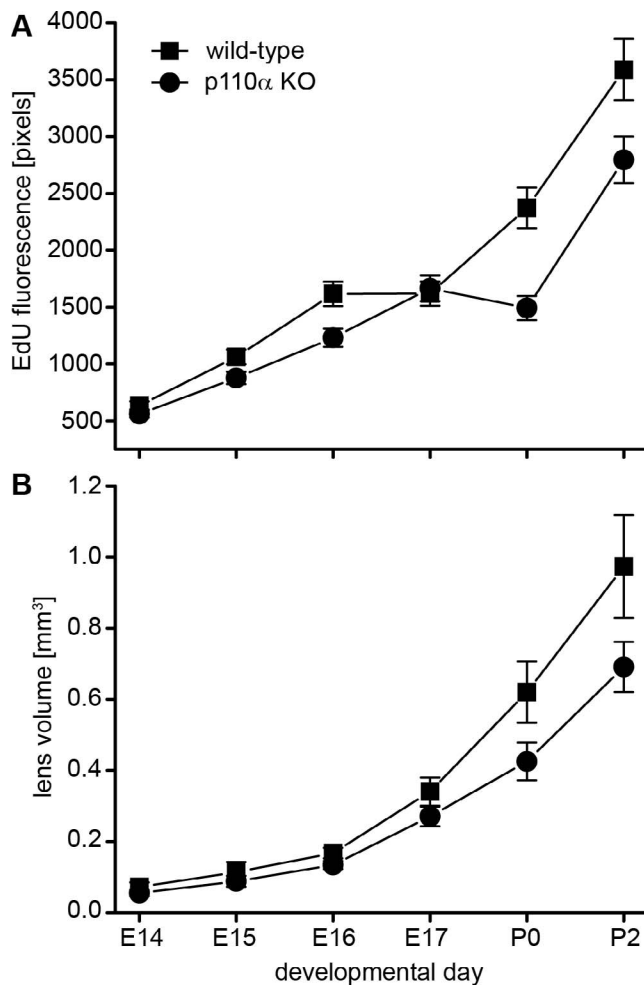 A
wild-type
p110α KO
EdU fluorescence [pixels]
4000
3500
3000
2500
2000
1500
1000
500
B
lens volume [mm³]
1.2
1.0
0.8
0.6
0.4
0.2
0.0
E14 E15 E16 E17 P0 P2
developmental day